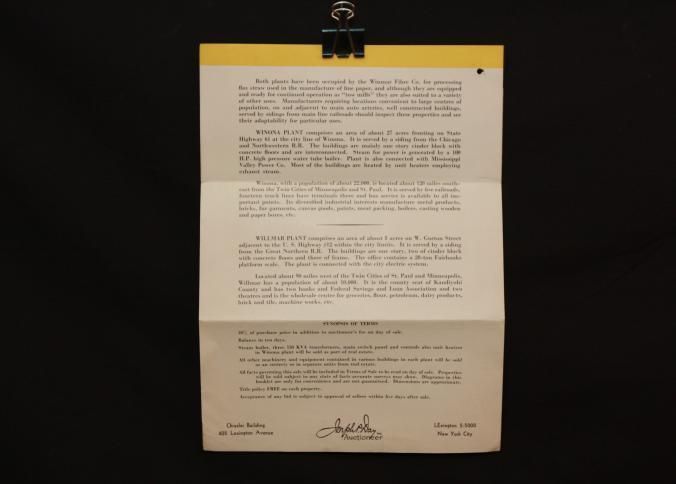 Both plants have been occupied by the Winmar Fibre Co. for processing
flax straw used in the manufacture of fine paper, and although they are equipped
and ready for continued operation as "tow mills" they are also suited to a variety
of other uses. Manufacturers requiring locations convenient to large centers of
population, on and adjacent to main auto arteries, well constructed buildings,
served by sidings from main line railroads should inspect these properties and see
their adaptability for particular uses.
WINONA PLANT comprises an area of about 27 acres fronting on State
Highway 61 at the city line of Winona. It is served by a siding from the Chicago
and Northwestern R.R. The buildings are mainly one story cinder block with
concrete floors and are interconnected. Steam for power is generated by a 100
H.P. high pressure water tube boiler. Plant is also connected with Mississippi
Valley Power Co. Most of the buildings are heated by unit heaters employing
exhaust steam.
Winona, with a population of about 22,000, is located about 120 miles south-
east from the Twin Cities of Minneapolis and St. Paul. It is served by five railroads,
fourteen truck lines have terminals there and bus service is available to all im-
portant points. Its diversified industrial interests manufacture metal products,
bricks, fur garments, canvas goods, paints, meat packing, boilers, casting wooden
and paper boxes, etc.
WILLMAR PLANT comprises an area of about 5 acres on W. Gorton Street
adjacent to the U. S. Highway #12 within the city limits. It is served by a siding
from the Great Northern R.R. The buildings are one story, two of cinder block
with concrete floors and three of frame. The office contains a 20-ton Fairbanks
platform scale. The plant is connected with the city electric system.
Located about 90 miles west of the Twin Cities of St. Paul and Minneapolis,
Willmar has a population of about 10,000. It is the county seat of Kandiyohi
County and has two banks and Federal Savings and Loan Association and two
theatres and is the wholesale centre for groceries, flour, petroleum, dairy products,
brick and tile, machine works, etc.
SYNOPSIS OF TERMS
10% of purchase price in addition to auctioneer's fee on day of sale.
Balance in ten days.
Steam boiler, three 150 KVA transformers, main switch panel and controls also unit heaters
in Winona plant will be sold as part of real estate.
All other machinery and equipment contained in various buildings in each plant will be sold
as an entirety or in separate units from real estate.
All facts governing this sale will be included in Terms of Sale to be read on day of sale. Properties
will be sold subject to any state of facts accurate surveys may show. Diagrams in this
booklet are only for convenience and are not guaranteed. Dimensions are approximate.
Title policy FREE on each property.
Acceptance of any bid is subject to approval of sellers within five days after sale.
Chrysler Building
405 Lexington Avenue
Joseph P. Day Inc
Auctioneer
LExington 2-5000
New York City